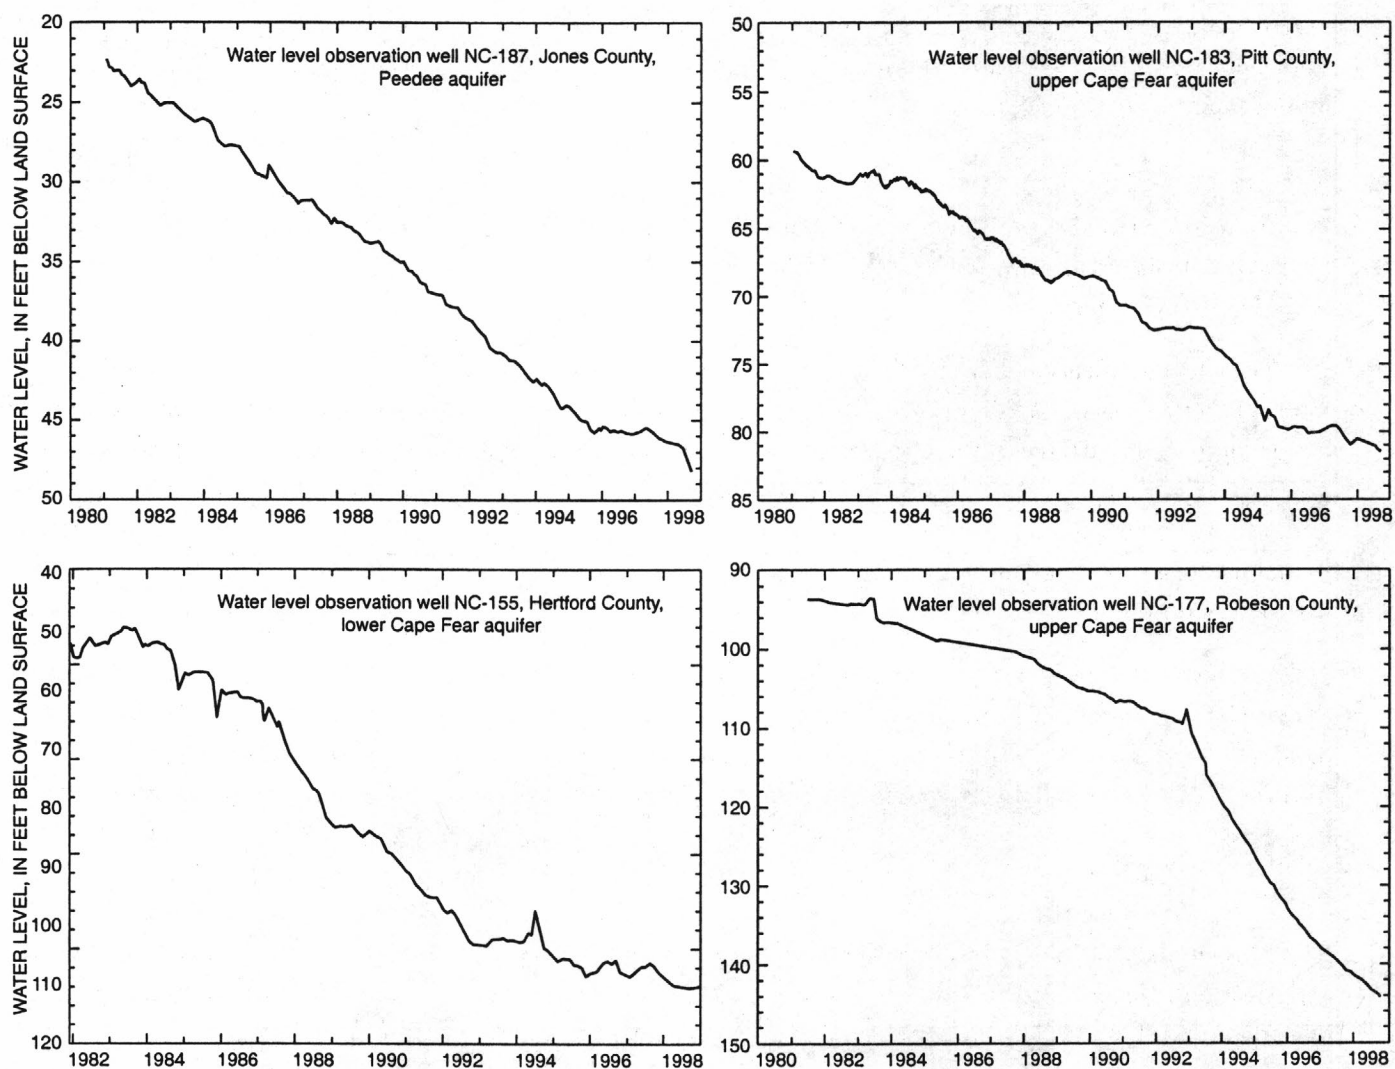 WATER LEVEL, IN FEET BELOW LAND SURFACE
20
25
30
35
40
45
50
Water level observation well NC-187, Jones County,
Peedee aquifer
1980 1982 1984 1986 1988 1990 1992 1994 1996 1998
50
55
60
65
70
75
80
85
Water level observation well NC-183, Pitt County,
upper Cape Fear aquifer
1980 1982 1984 1986 1988 1990 1992 1994 1996 1998
WATER LEVEL, IN FEET BELOW LAND SURFACE
40
50
60
70
80
90
100
110
120
Water level observation well NC-155, Hertford County,
lower Cape Fear aquifer
1982 1984 1986 1988 1990 1992 1994 1996 1998
90
100
110
120
130
140
150
Water level observation well NC-177, Robeson County,
upper Cape Fear aquifer
1980 1982 1984 1986 1988 1990 1992 1994 1996 1998